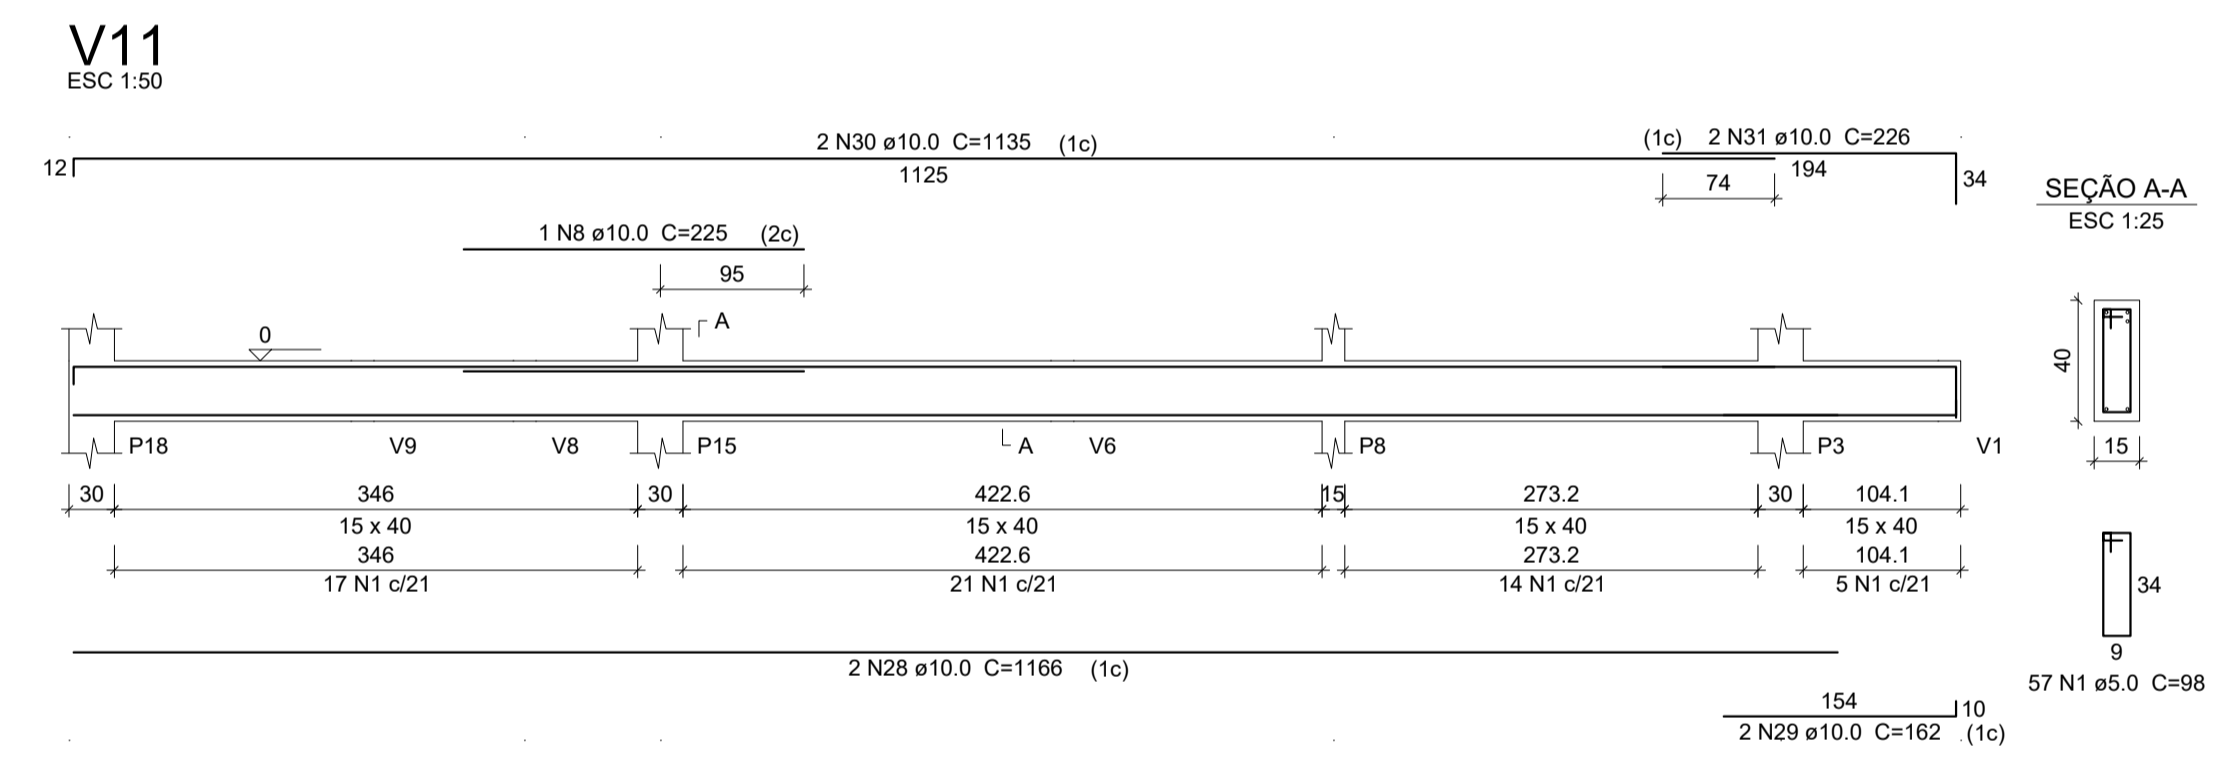 V11
ESC 1:50
2 N30 ø10.0 C=1135 (1c)
(1c) 2 N31 ø10.0 C=226
12
1125
194
74
34
SEÇÃO A-A
ESC 1:25
1 N8 ø10.0 C=225 (2c)
95
A
0
40
P18 V9 V8 P15 A V6 P8 P3 V1
15
30 346 30 422.6 15 273.2 30 104.1
15 x 40 15 x 40 15 x 40 15 x 40
346 422.6 273.2 104.1
17 N1 c/21 21 N1 c/21 14 N1 c/21 5 N1 c/21
34
9
57 N1 ø5.0 C=98
2 N28 ø10.0 C=1166 (1c)
154
10
2 N29 ø10.0 C=162 (1c)